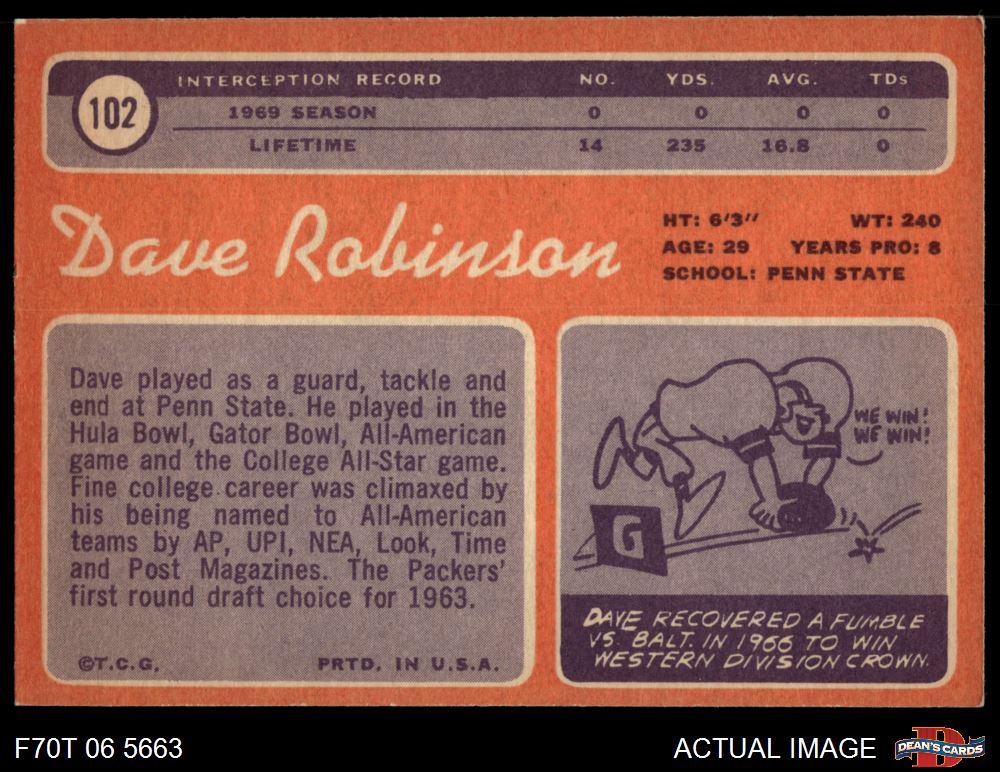 102
INTERCEPTION RECORD NO. YDS. AVG. TDs
1969 SEASON 0 0 0 0
LIFETIME 14 235 16.8 0
Dave Robinson
HT: 6'3" WT: 240
AGE: 29 YEARS PRO: 8
SCHOOL: PENN STATE
Dave played as a guard, tackle and
end at Penn State. He played in the
Hula Bowl, Gator Bowl, All-American
game and the College All-Star game.
Fine college career was climaxed by
his being named to All-American
teams by AP, UPI, NEA, Look, Time
and Post Magazines. The Packers'
first round draft choice for 1963.
©T.C.G. PRTD. IN U.S.A.
WE WIN!
WE WIN!
G
DAVE RECOVERED A FUMBLE
VS. BALT. IN 1966 TO WIN
WESTERN DIVISION CROWN.
F70T 06 5663
ACTUAL IMAGE
D
DEAN'S CARDS